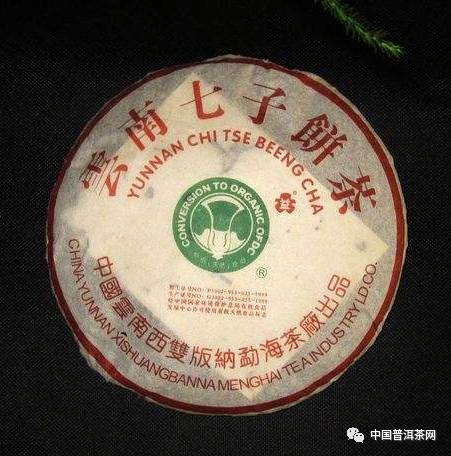 雲南七子餅茶
YUNNAN CHI TSE BEENG CHA
CONVERSION TO ORGANIC OFDC
®
中國雲南西雙版納勐海茶廠出品
CHINA YUNNAN XISHUANGBANNA MENGHAI TEA INDUSTRY LD.CO.
中国普洱茶网